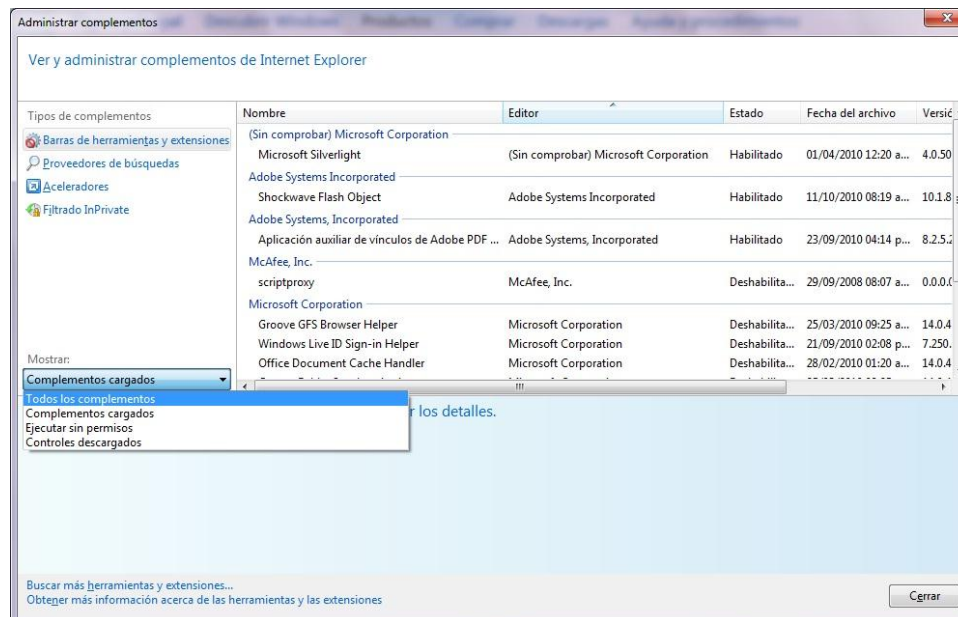 Administrar complementos
Ver y administrar complementos de Internet Explorer
Tipos de complementos
Barras de herramientas y extensiones
Proveedores de búsquedas
Aceleradores
Filtrado InPrivate
Nombre Editor Estado Fecha del archivo Versió
(Sin comprobar) Microsoft Corporation
Microsoft Silverlight (Sin comprobar) Microsoft Corporation Habilitado 01/04/2010 12:20 a... 4.0.50
Adobe Systems Incorporated
Shockwave Flash Object Adobe Systems Incorporated Habilitado 11/10/2010 08:19 a... 10.1.8
Adobe Systems, Incorporated
Aplicación auxiliar de vínculos de Adobe PDF ... Adobe Systems, Incorporated Habilitado 23/09/2010 04:14 p... 8.2.5.2
McAfee, Inc.
scriptproxy McAfee, Inc. Deshabilita... 29/09/2008 08:07 a... 0.0.0.0
Microsoft Corporation
Groove GFS Browser Helper Microsoft Corporation Deshabilita... 25/03/2010 09:25 a... 14.0.4
Windows Live ID Sign-in Helper Microsoft Corporation Deshabilita... 21/09/2010 02:08 p... 7.250.
Office Document Cache Handler Microsoft Corporation Deshabilita... 28/02/2010 01:20 a... 14.0.4
Mostrar:
Complementos cargados
Todos los complementos
Complementos cargados
Ejecutar sin permisos
Controles descargados
r los detalles.
Buscar más herramientas y extensiones...
Obtener más información acerca de las herramientas y las extensiones
Cerrar